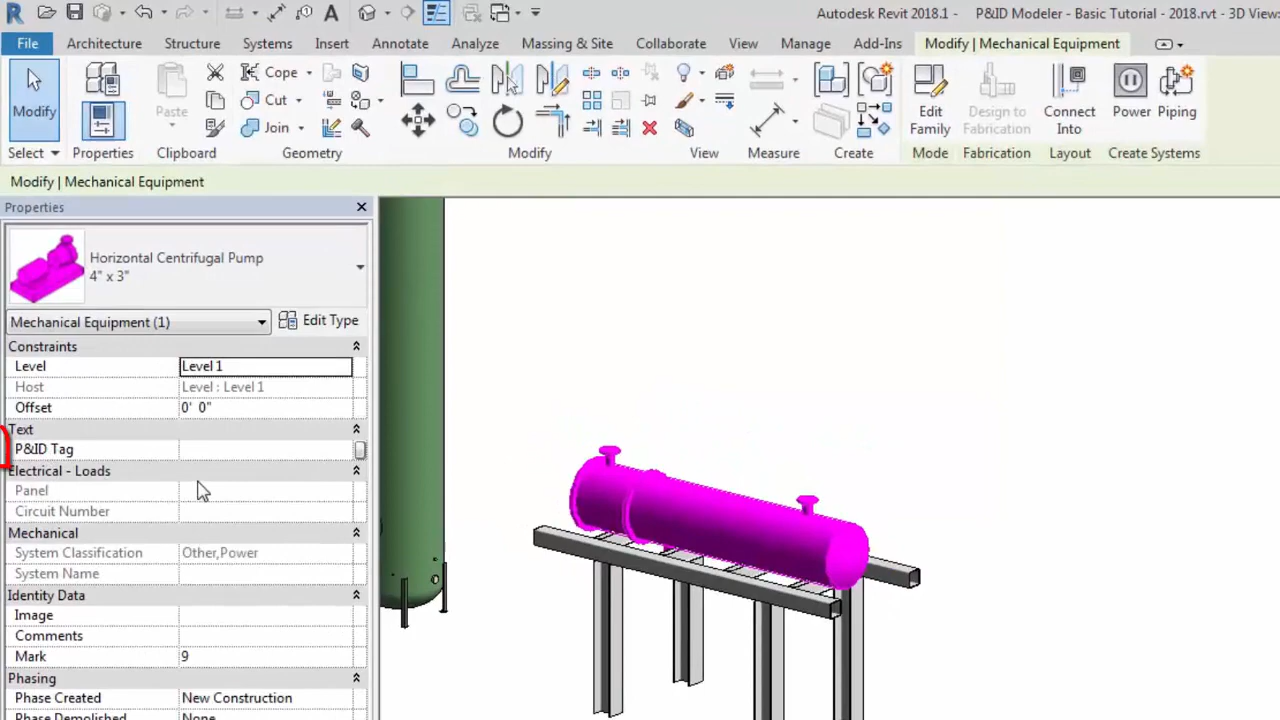 Autodesk Revit 2018.1 - P&ID Modeler - Basic Tutorial - 2018.rvt - 3D View:
File Architecture Structure Systems Insert Annotate Analyze Massing & Site Collaborate View Manage Add-Ins Modify | Mechanical Equipment
Modify
Select
Properties
Paste
Clipboard
Cope
Cut
Join
Geometry
Modify
View
Measure
Create
Edit
Family
Mode
Design to
Fabrication
Fabrication
Connect
Into
Layout
Power Piping
Create Systems
Modify | Mechanical Equipment
Properties
Horizontal Centrifugal Pump
4" x 3"
Mechanical Equipment (1) Edit Type
Constraints
Level Level 1
Host Level : Level 1
Offset 0' 0"
Text
P&ID Tag
Electrical - Loads
Panel
Circuit Number
Mechanical
System Classification Other,Power
System Name
Identity Data
Image
Comments
Mark 9
Phasing
Phase Created New Construction
Phase Demolished None